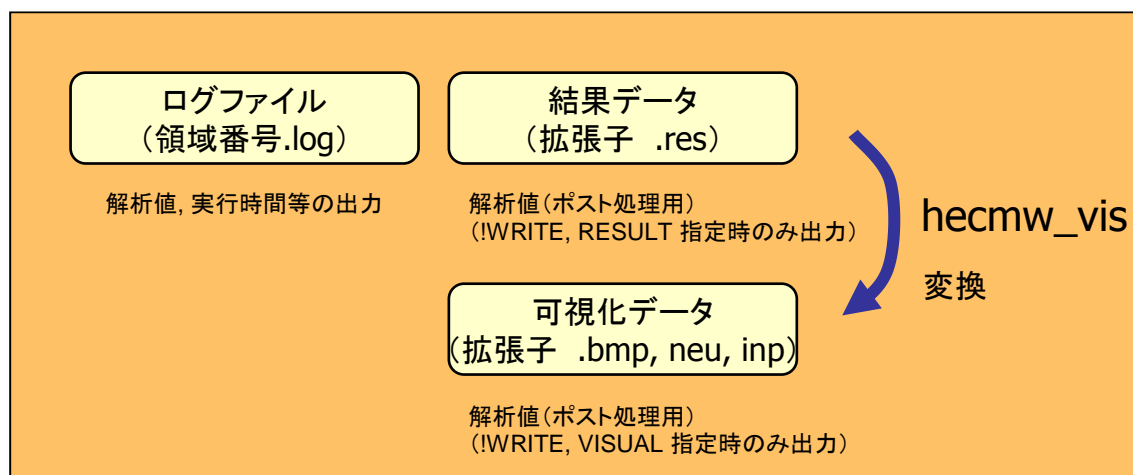 ログファイル
（領域番号.log）
解析値, 実行時間等の出力
結果データ
（拡張子 .res）
解析値（ポスト処理用）
（!WRITE, RESULT 指定時のみ出力）
hecmw_vis
変換
可視化データ
（拡張子 .bmp, neu, inp）
解析値（ポスト処理用）
（!WRITE, VISUAL 指定時のみ出力）